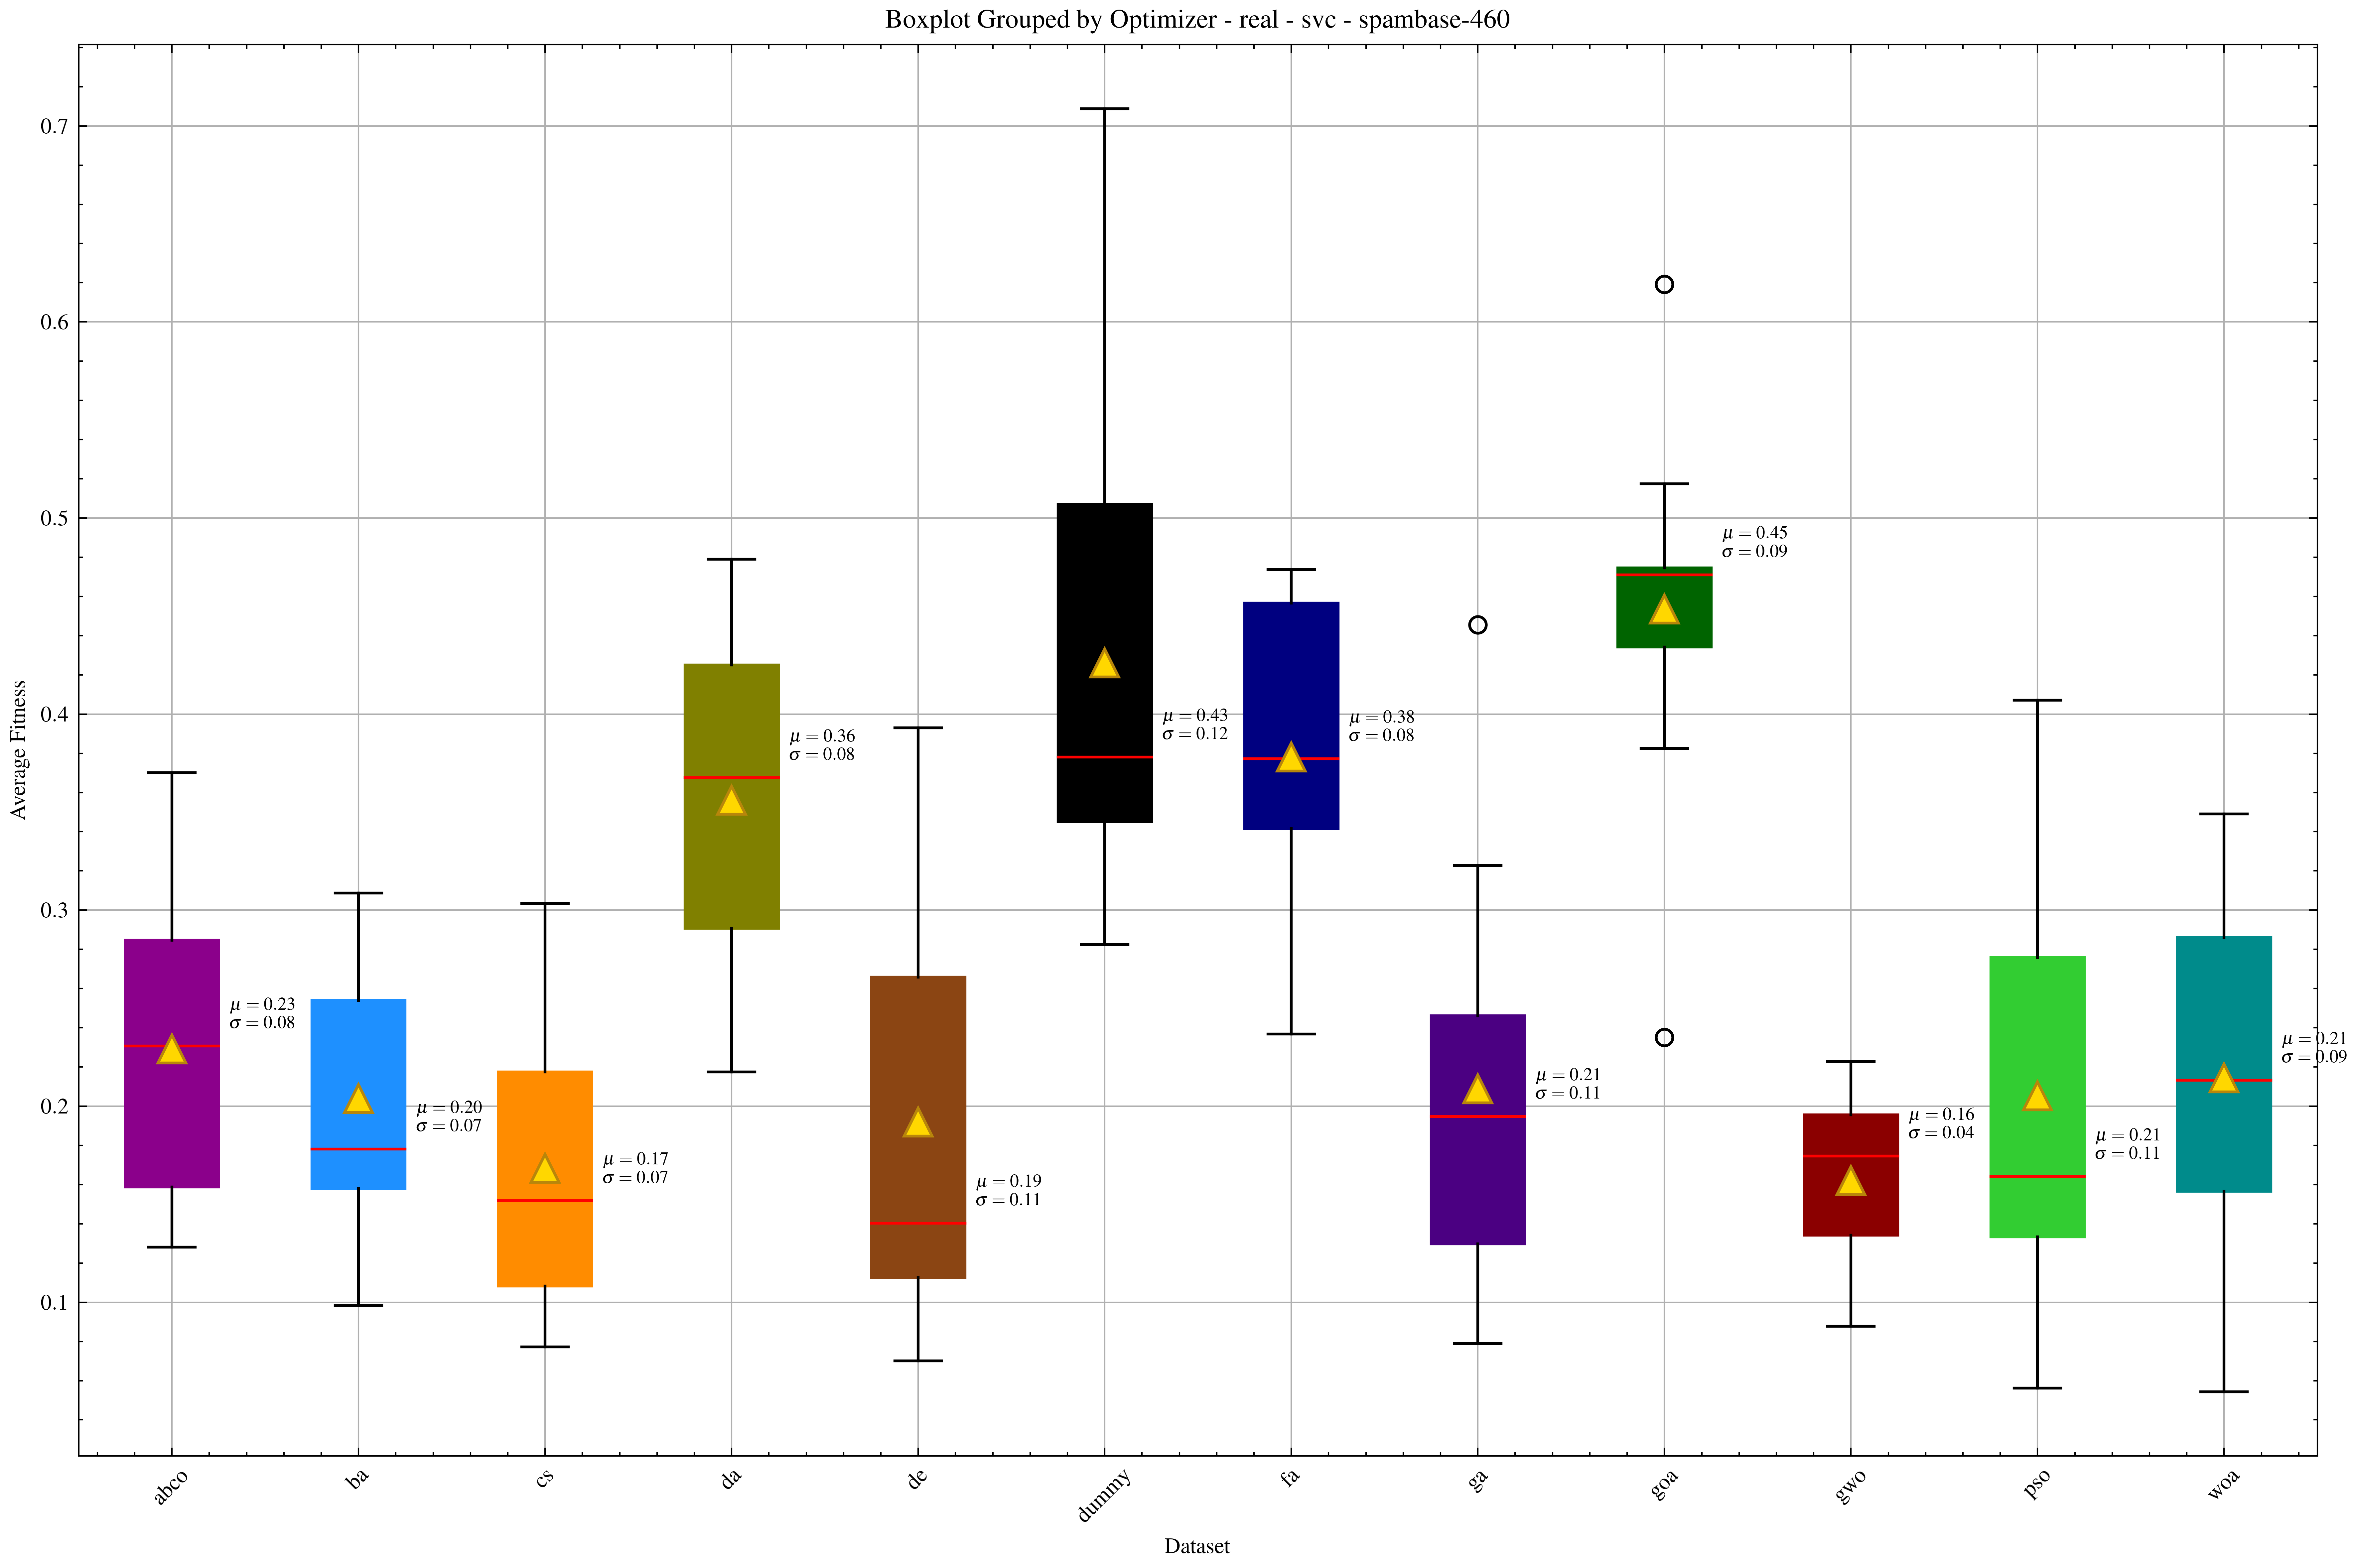 Boxplot Grouped by Optimizer - real - svc - spambase-460
Average Fitness
0.7
0.6
0.5
0.4
0.3
0.2
0.1
μ = 0.23
σ = 0.08
μ = 0.20
σ = 0.07
μ = 0.17
σ = 0.07
μ = 0.36
σ = 0.08
μ = 0.19
σ = 0.11
μ = 0.43
σ = 0.12
μ = 0.38
σ = 0.08
μ = 0.21
σ = 0.11
μ = 0.45
σ = 0.09
μ = 0.16
σ = 0.04
μ = 0.21
σ = 0.11
μ = 0.21
σ = 0.09
abco
ba
cs
da
de
dummy
fa
ga
goa
gwo
pso
woa
Dataset